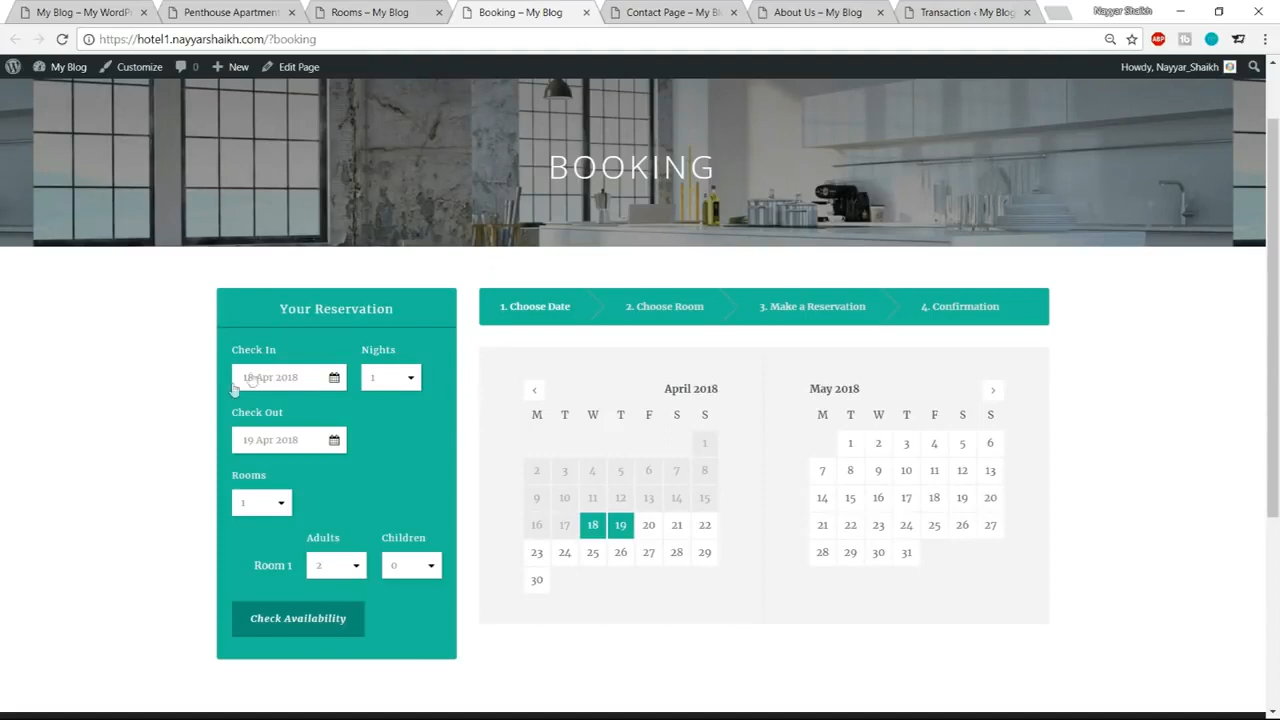 My Blog – My WordP
Penthouse Apartment
Rooms – My Blog
Booking – My Blog
Contact Page – My Bl
About Us – My Blog
Transaction ‹ My Blog
Nayyar Shaikh
https://hotel1.nayyarshaikh.com/?booking
ABP
tb
My Blog
Customize
0
New
Edit Page
Howdy, Nayyar_Shaikh
BOOKING
Your Reservation
Check In
Nights
18 Apr 2018
1
Check Out
19 Apr 2018
Rooms
1
Adults
Children
Room 1
2
0
Check Availability
1. Choose Date
2. Choose Room
3. Make a Reservation
4. Confirmation
April 2018
M T W T F S S
1
2 3 4 5 6 7 8
9 10 11 12 13 14 15
16 17 18 19 20 21 22
23 24 25 26 27 28 29
30
May 2018
M T W T F S S
1 2 3 4 5 6
7 8 9 10 11 12 13
14 15 16 17 18 19 20
21 22 23 24 25 26 27
28 29 30 31